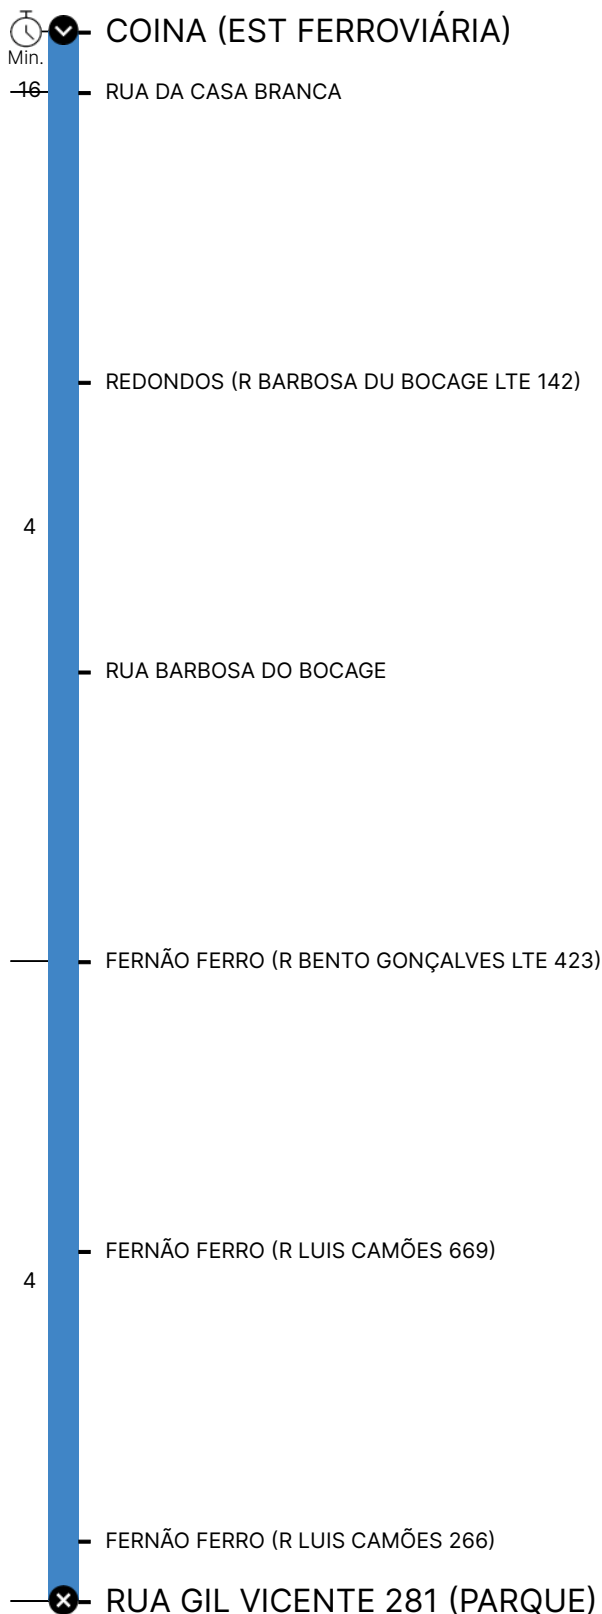 COINA (EST FERROVIÁRIA)
Min.
16
RUA DA CASA BRANCA
REDONDOS (R BARBOSA DU BOCAGE LTE 142)
4
RUA BARBOSA DO BOCAGE
FERNÃO FERRO (R BENTO GONÇALVES LTE 423)
FERNÃO FERRO (R LUIS CAMÕES 669)
4
FERNÃO FERRO (R LUIS CAMÕES 266)
RUA GIL VICENTE 281 (PARQUE)